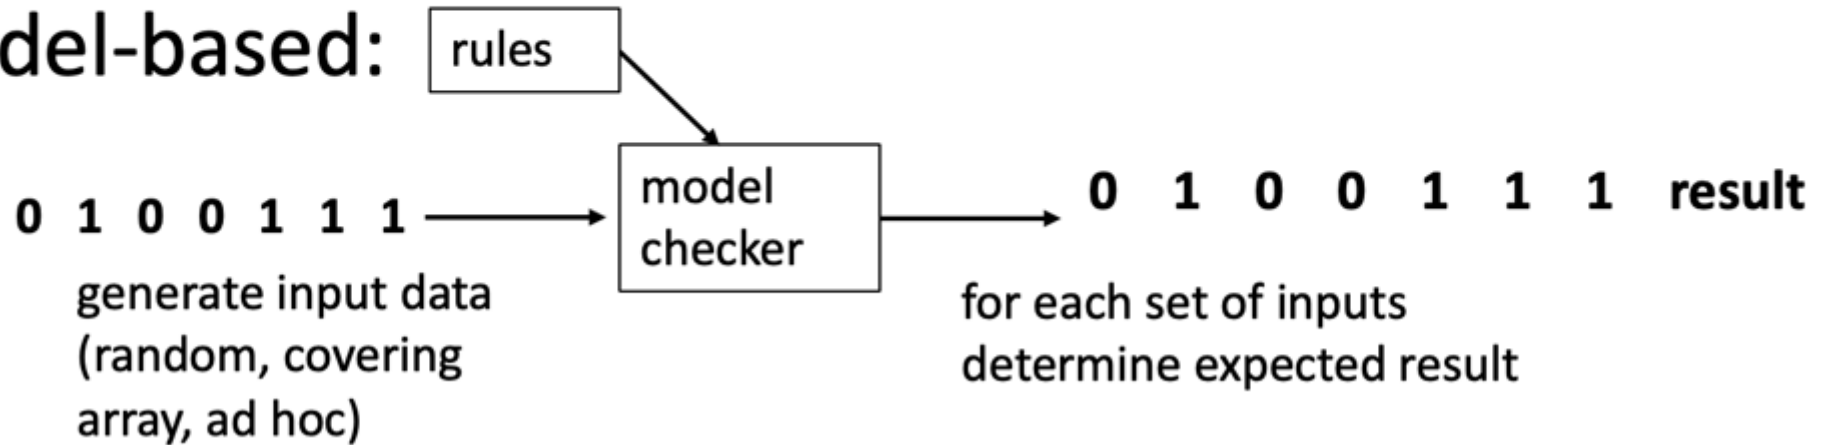 del-based:
rules
model
checker
0 1 0 0 1 1 1
0 1 0 0 1 1 1 result
generate input data
(random, covering
array, ad hoc)
for each set of inputs
determine expected result